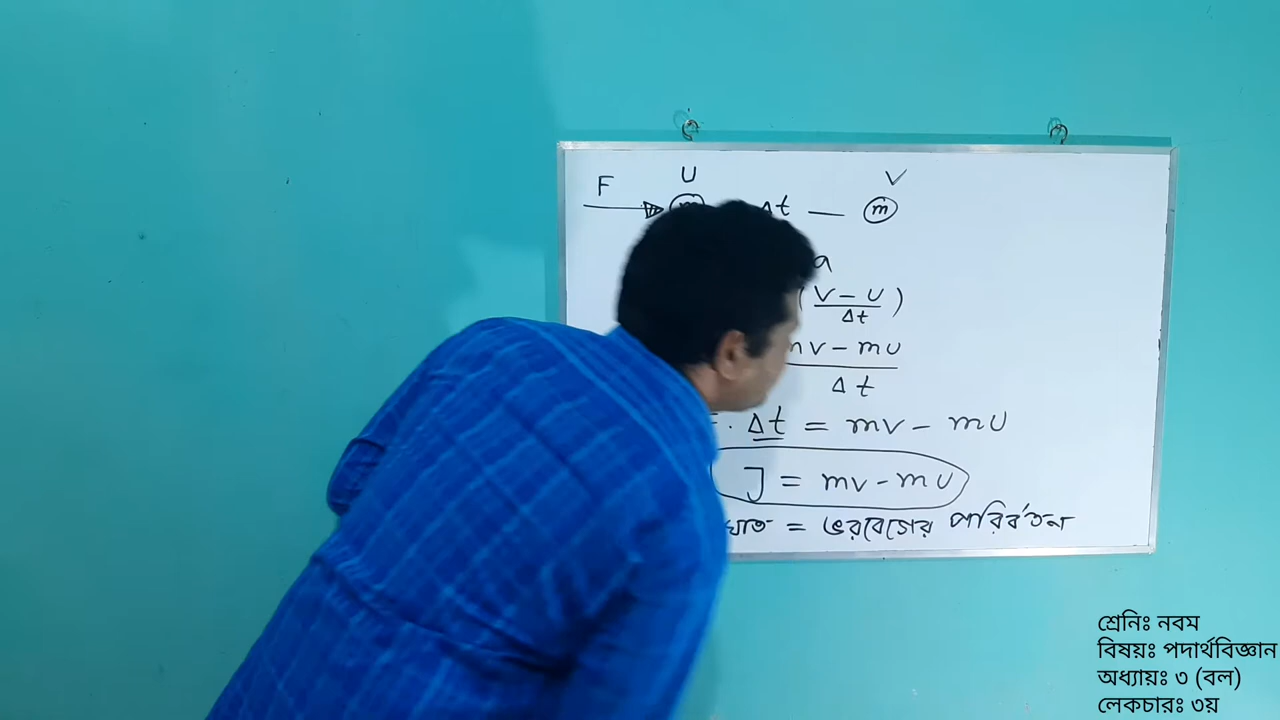 U V
F Δt — m
a
( V - U / Δt )
mv - mu
Δt
. Δt = mv - mu
J = mv - mu
= ভরবেগের পরিবর্তন
শ্রেনিঃ নবম
বিষয়ঃ পদার্থবিজ্ঞান
অধ্যায়ঃ ৩ (বল)
লেকচারঃ ৩য়